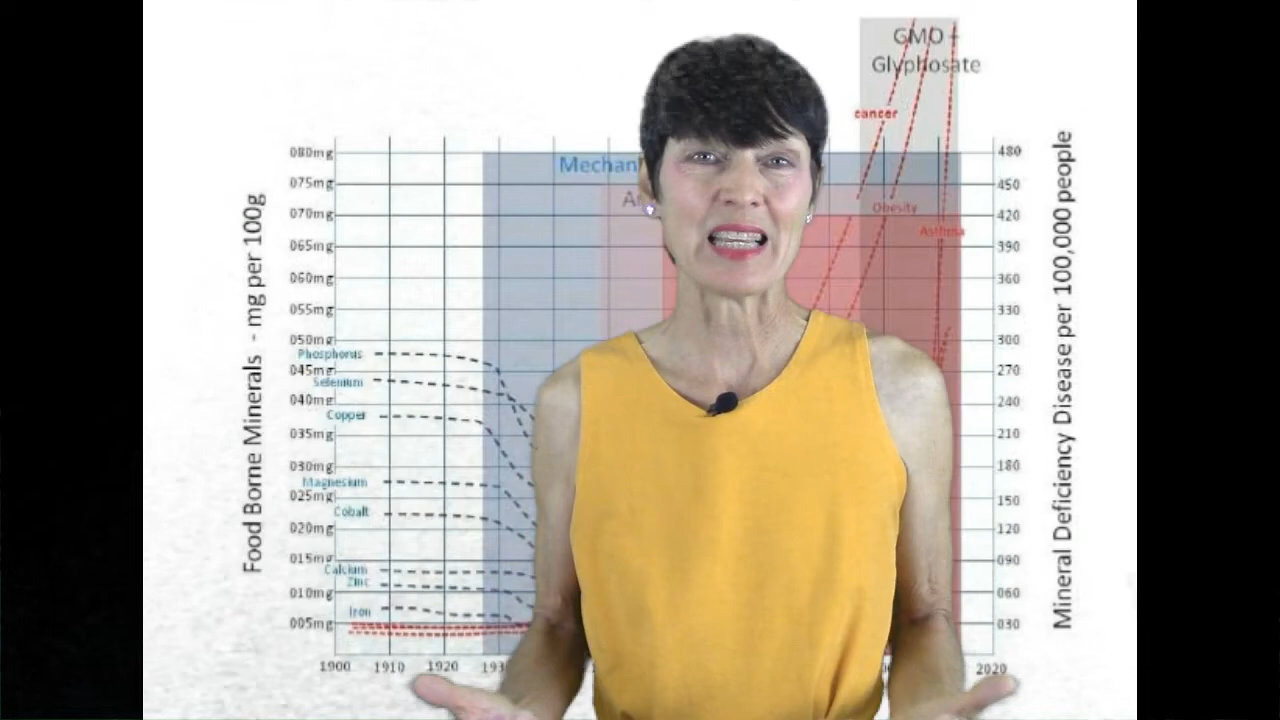 GMO +
Glyphosate
cancer
Obesity
Asthma
Food Borne Minerals - mg per 100g
080mg
075mg
070mg
065mg
060mg
055mg
050mg
045mg
040mg
035mg
030mg
025mg
020mg
015mg
010mg
005mg
Phosphorus
Selenium
Copper
Magnesium
Cobalt
Calcium
Zinc
Iron
480
450
420
390
360
330
300
270
240
210
180
150
120
090
060
030
Mineral Deficiency Disease per 100,000 people
1900 1910 1920 2020